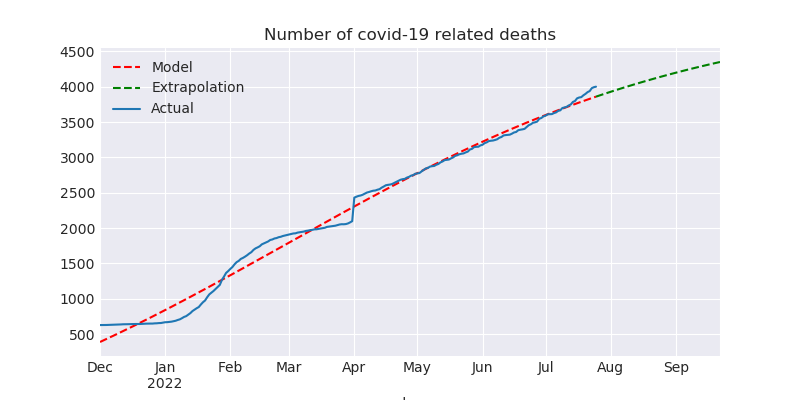 Number of covid-19 related deaths
Model
Extrapolation
Actual
4500
4000
3500
3000
2500
2000
1500
1000
500
Dec Jan Feb Mar Apr May Jun Jul Aug Sep
2022